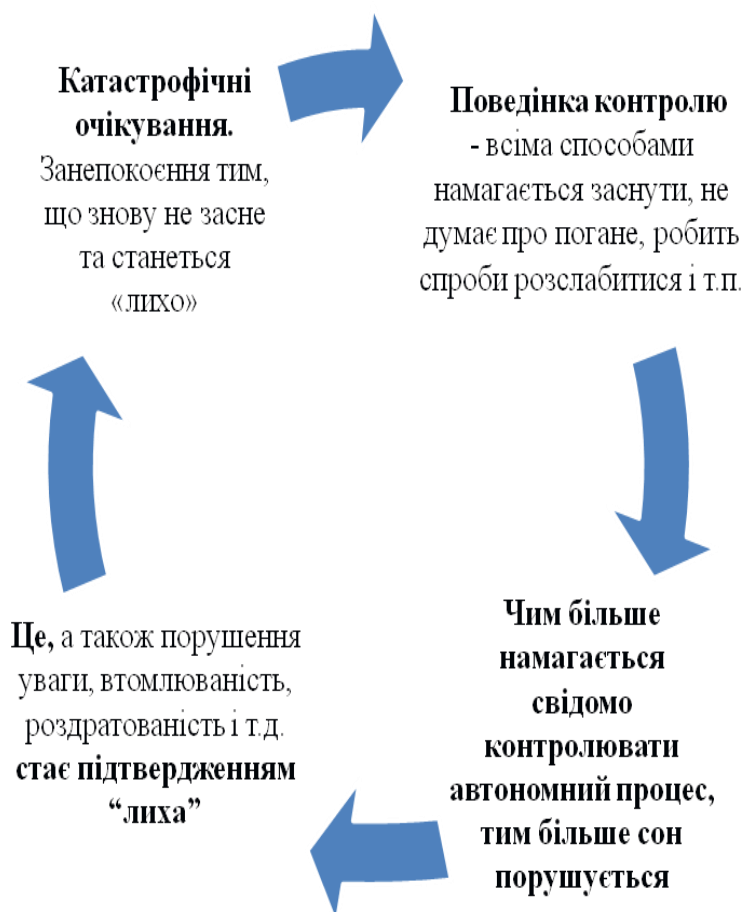 Катастрофічні
очікування.
Занепокоєння тим,
що знову не засне
та станеться
«лихо»
Поведінка контролю
- всіма способами
намагається заснути, не
думає про погане, робить
спроби розслабитися і т.п.
Чим більше
намагається
свідомо
контролювати
автономний процес,
тим більше сон
порушується
Це, а також порушення
уваги, втомлюваність,
роздратованість і т.д.
стає підтвердженням
“лиха”